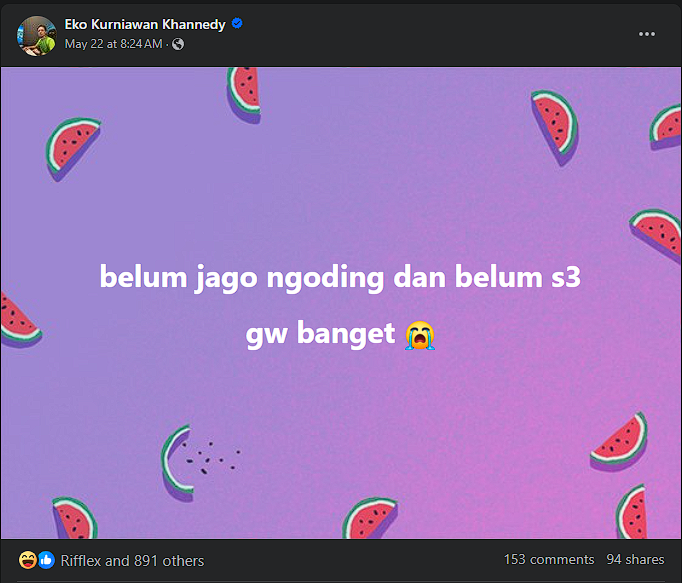 Eko Kurniawan Khannedy
May 22 at 8:24 AM ·
belum jago ngoding dan belum s3
gw banget 😭
Rifflex and 891 others
153 comments 94 shares